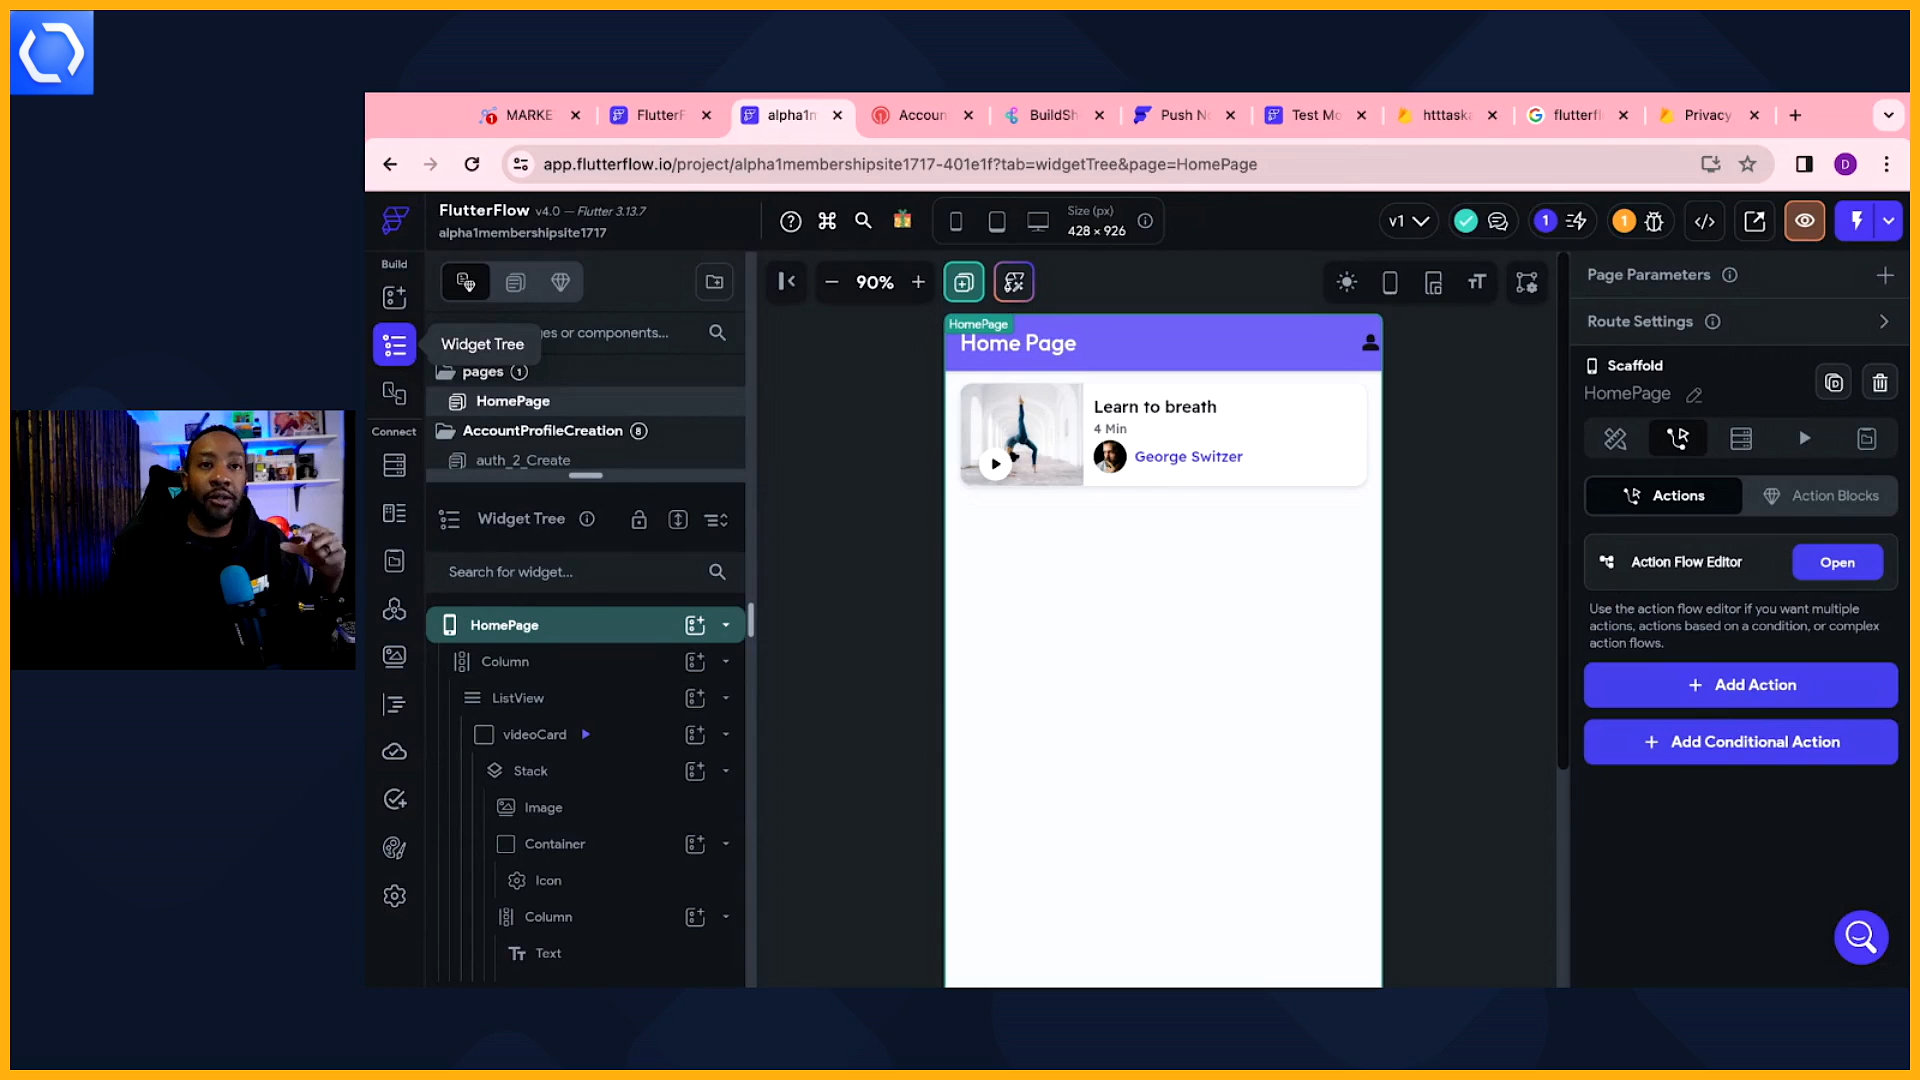 MARKE
FlutterF
alpha1m
Accoun
BuildSh
Push No
Test Mo
htttaska
flutterfl
Privacy
app.flutterflow.io/project/alpha1membershipsite1717-401e1f?tab=widgetTree&page=HomePage
D
FlutterFlow v4.0 — Flutter 3.13.7
alpha1membershipsite1717
Size (px)
428 × 926
v1
1
1
Build
Connect
Widget Tree
es or components...
pages (1)
HomePage
AccountProfileCreation 8
auth_2_Create
Widget Tree
Search for widget...
HomePage
Column
ListView
videoCard
Stack
Image
Container
Icon
Column
Text
90%
HomePage
Home Page
Learn to breath
4 Min
George Switzer
Page Parameters
Route Settings
Scaffold
HomePage
Actions
Action Blocks
Action Flow Editor
Open
Use the action flow editor if you want multiple
actions, actions based on a condition, or complex
action flows.
+ Add Action
+ Add Conditional Action